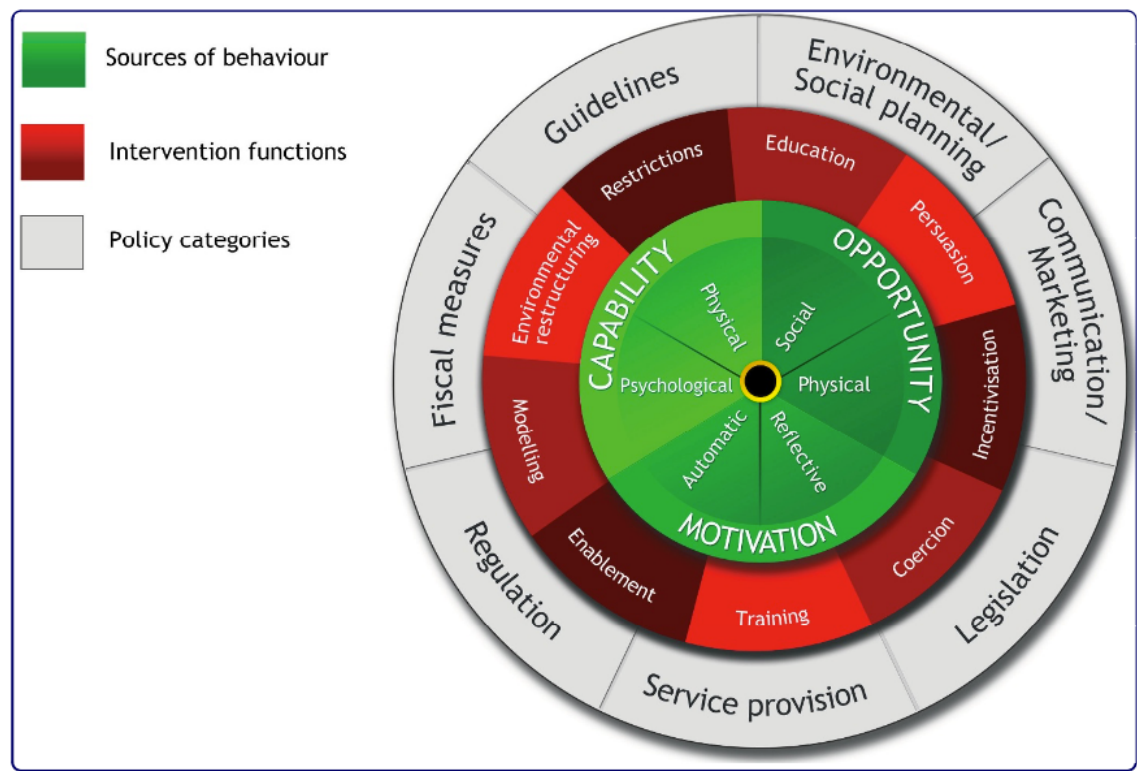 Sources of behaviour
Intervention functions
Policy categories
Guidelines
Environmental/
Social planning
Communication/
Marketing
Legislation
Service provision
Regulation
Fiscal measures
Restrictions
Education
Persuasion
Incentivisation
Coercion
Training
Enablement
Modelling
Environmental
restructuring
CAPABILITY
OPPORTUNITY
MOTIVATION
Physical
Social
Physical
Reflective
Automatic
Psychological